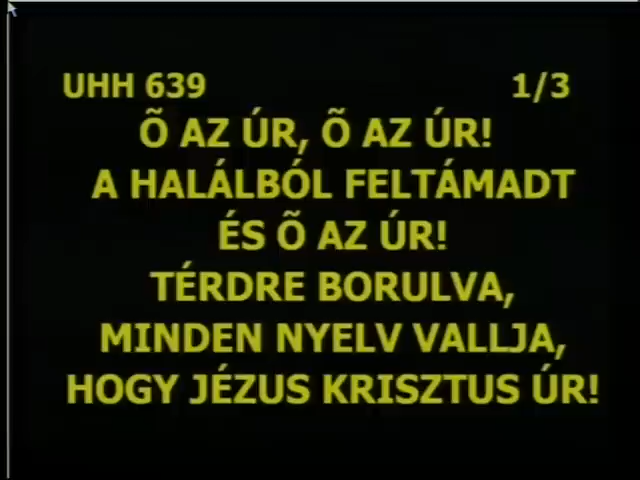 UHH 639 1/3
Õ AZ ÚR, Õ AZ ÚR!
A HALÁLBÓL FELTÁMADT
ÉS Õ AZ ÚR!
TÉRDRE BORULVA,
MINDEN NYELV VALLJA,
HOGY JÉZUS KRISZTUS ÚR!